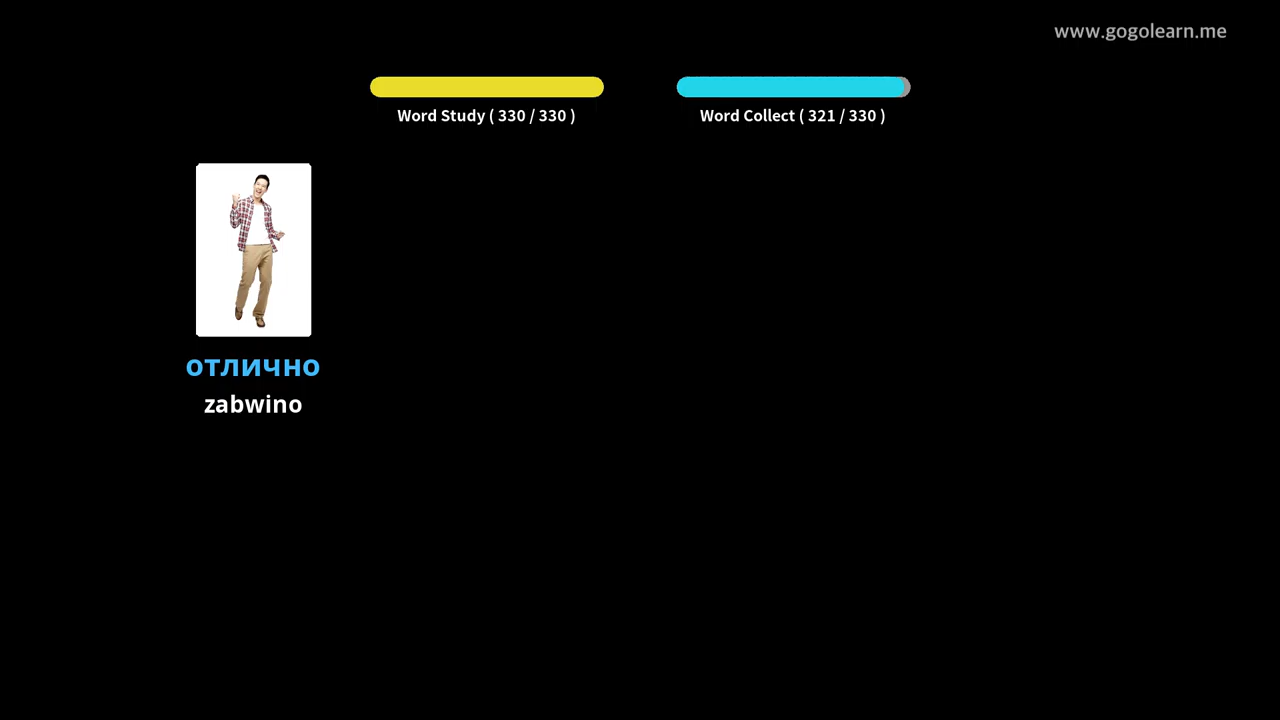 www.gogolearn.me
Word Study ( 330 / 330 )
Word Collect ( 321 / 330 )
отлично
zabwino